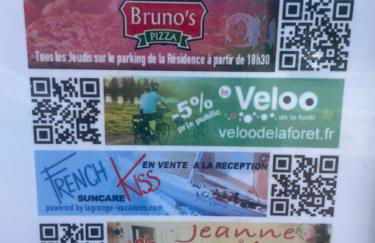 Bruno's
PIZZA
Tous les Jeudis sur le parking de la Résidence à partir de 18h30
-5%
prix public
le Veloo
de la forêt
veloodelaforet.fr
EN VENTE A LA RECEPTION
FRENCH KISS
SUNCARE
powered by lagrange-vacances.com
Jeanne